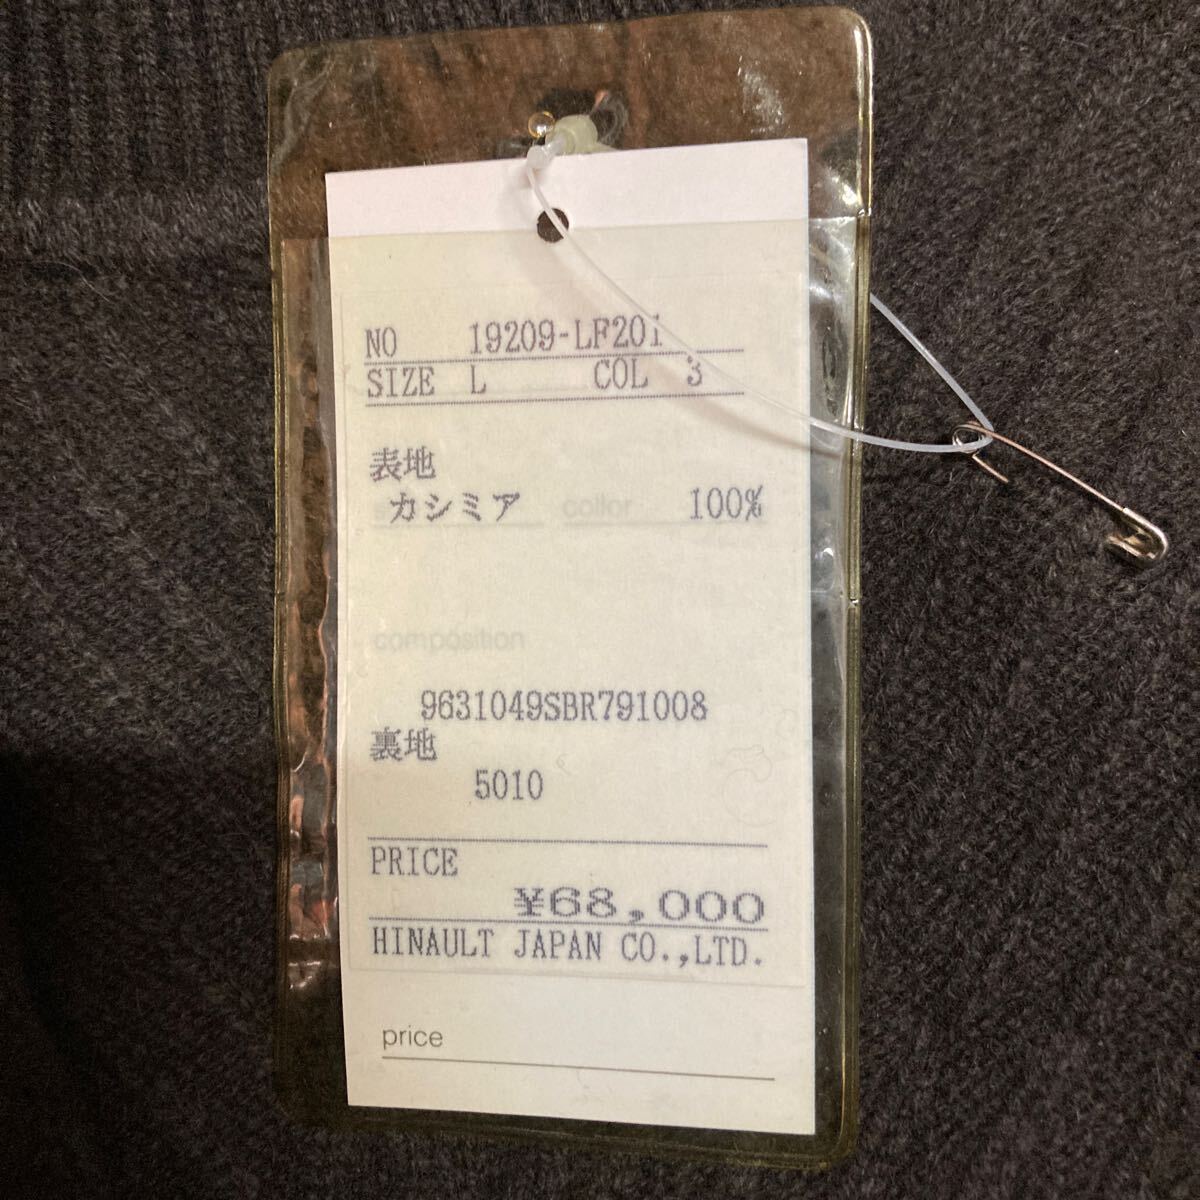 NO 19209-LF201
SIZE L COL 3
表地
カシミア collor 100%
composition
9631049SBR791008
裏地
5010
PRICE
¥68,000
HINAULT JAPAN CO.,LTD.
price